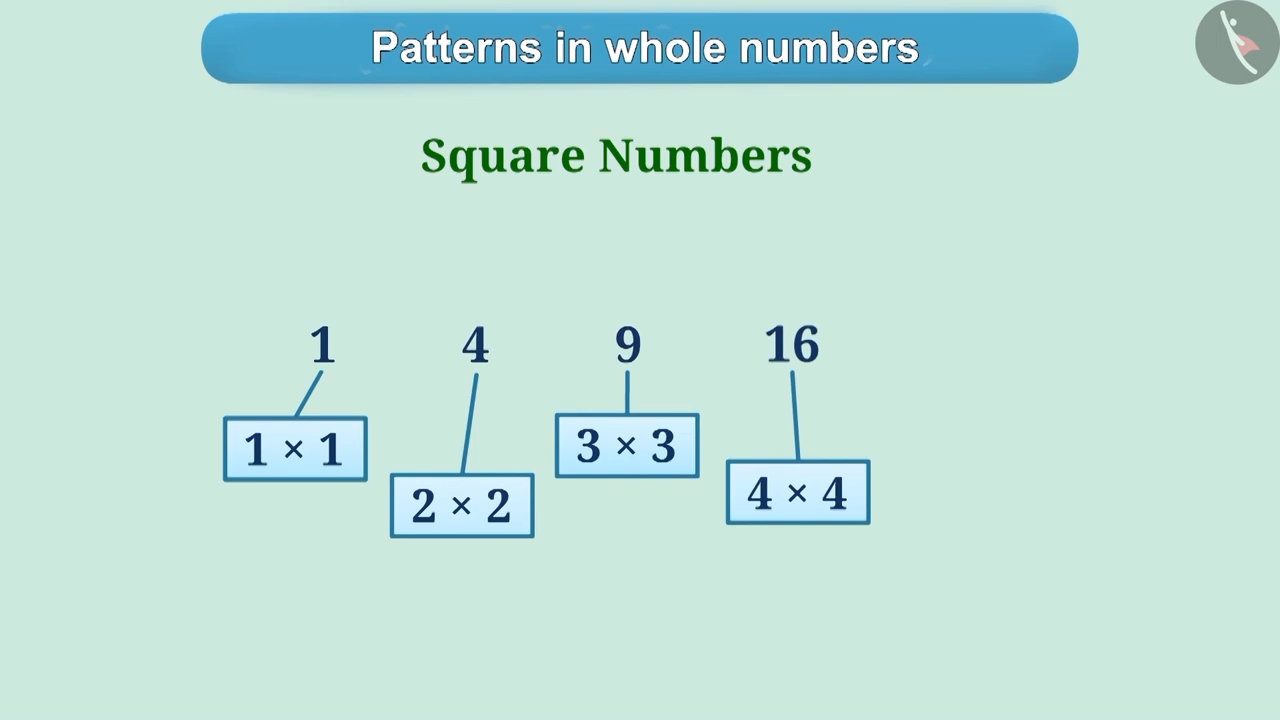 Patterns in whole numbers
Square Numbers
1 4 9 16
1 × 1
2 × 2
3 × 3
4 × 4